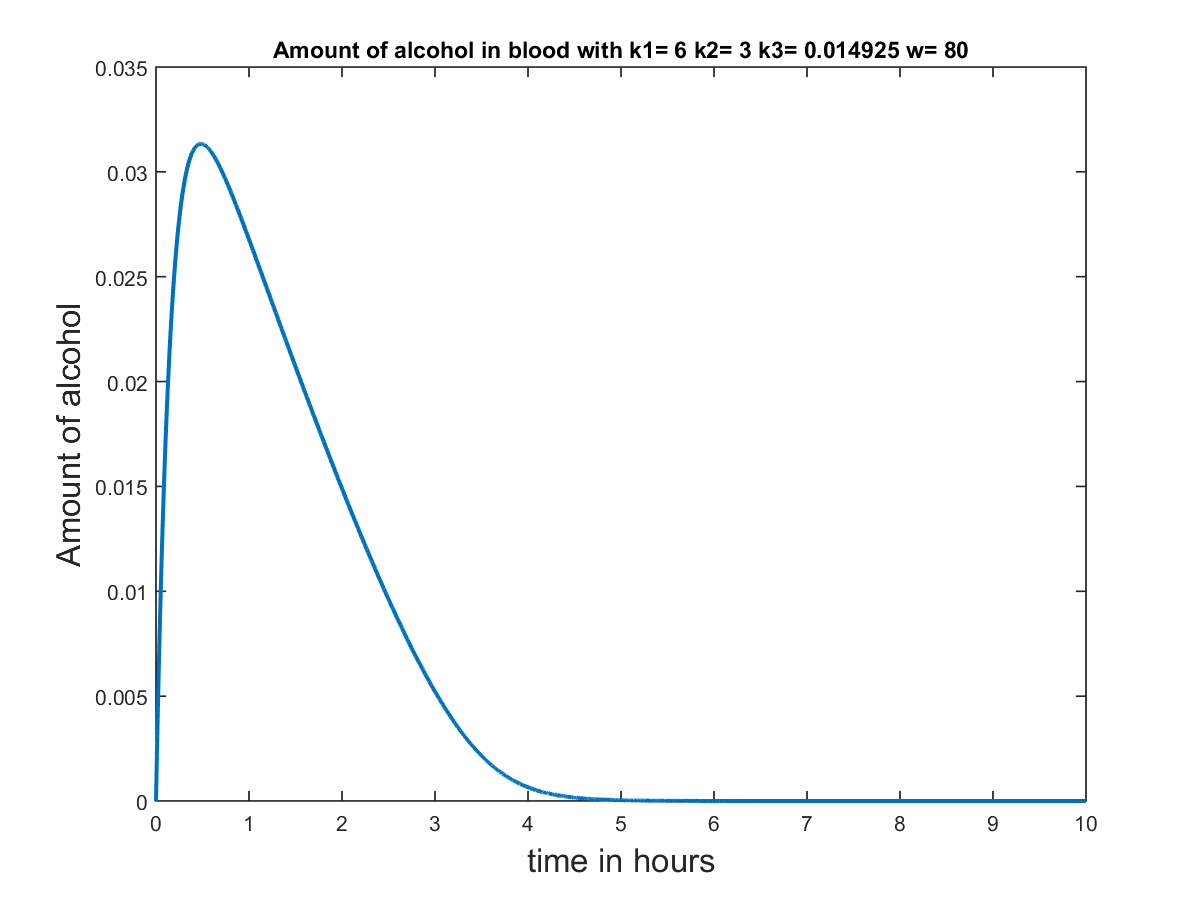 Amount of alcohol in blood with k1= 6 k2= 3 k3= 0.014925 w= 80
0.035
0.03
0.025
0.02
0.015
0.01
0.005
0
Amount of alcohol
0 1 2 3 4 5 6 7 8 9 10
time in hours